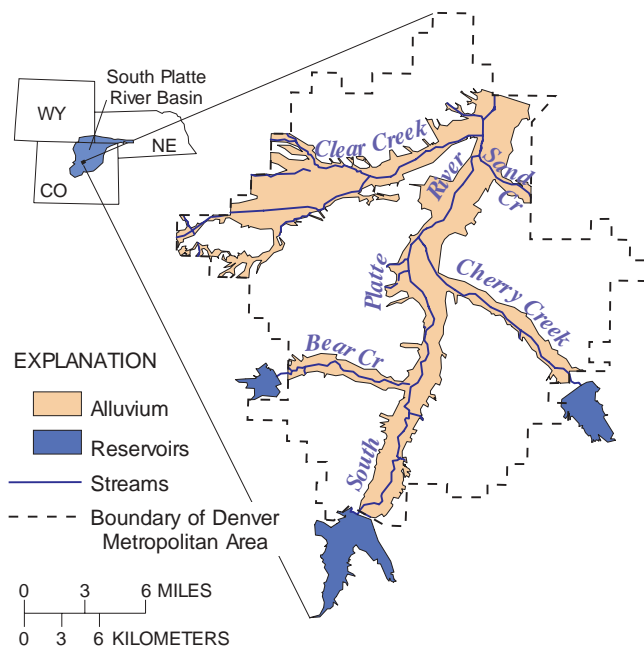 South Platte
River Basin
WY
NE
CO
Clear Creek
River
Sand
Cr
Platte
Cherry Creek
Bear Cr
South
EXPLANATION
Alluvium
Reservoirs
Streams
Boundary of Denver
Metropolitan Area
0 3 6 MILES
0 3 6 KILOMETERS